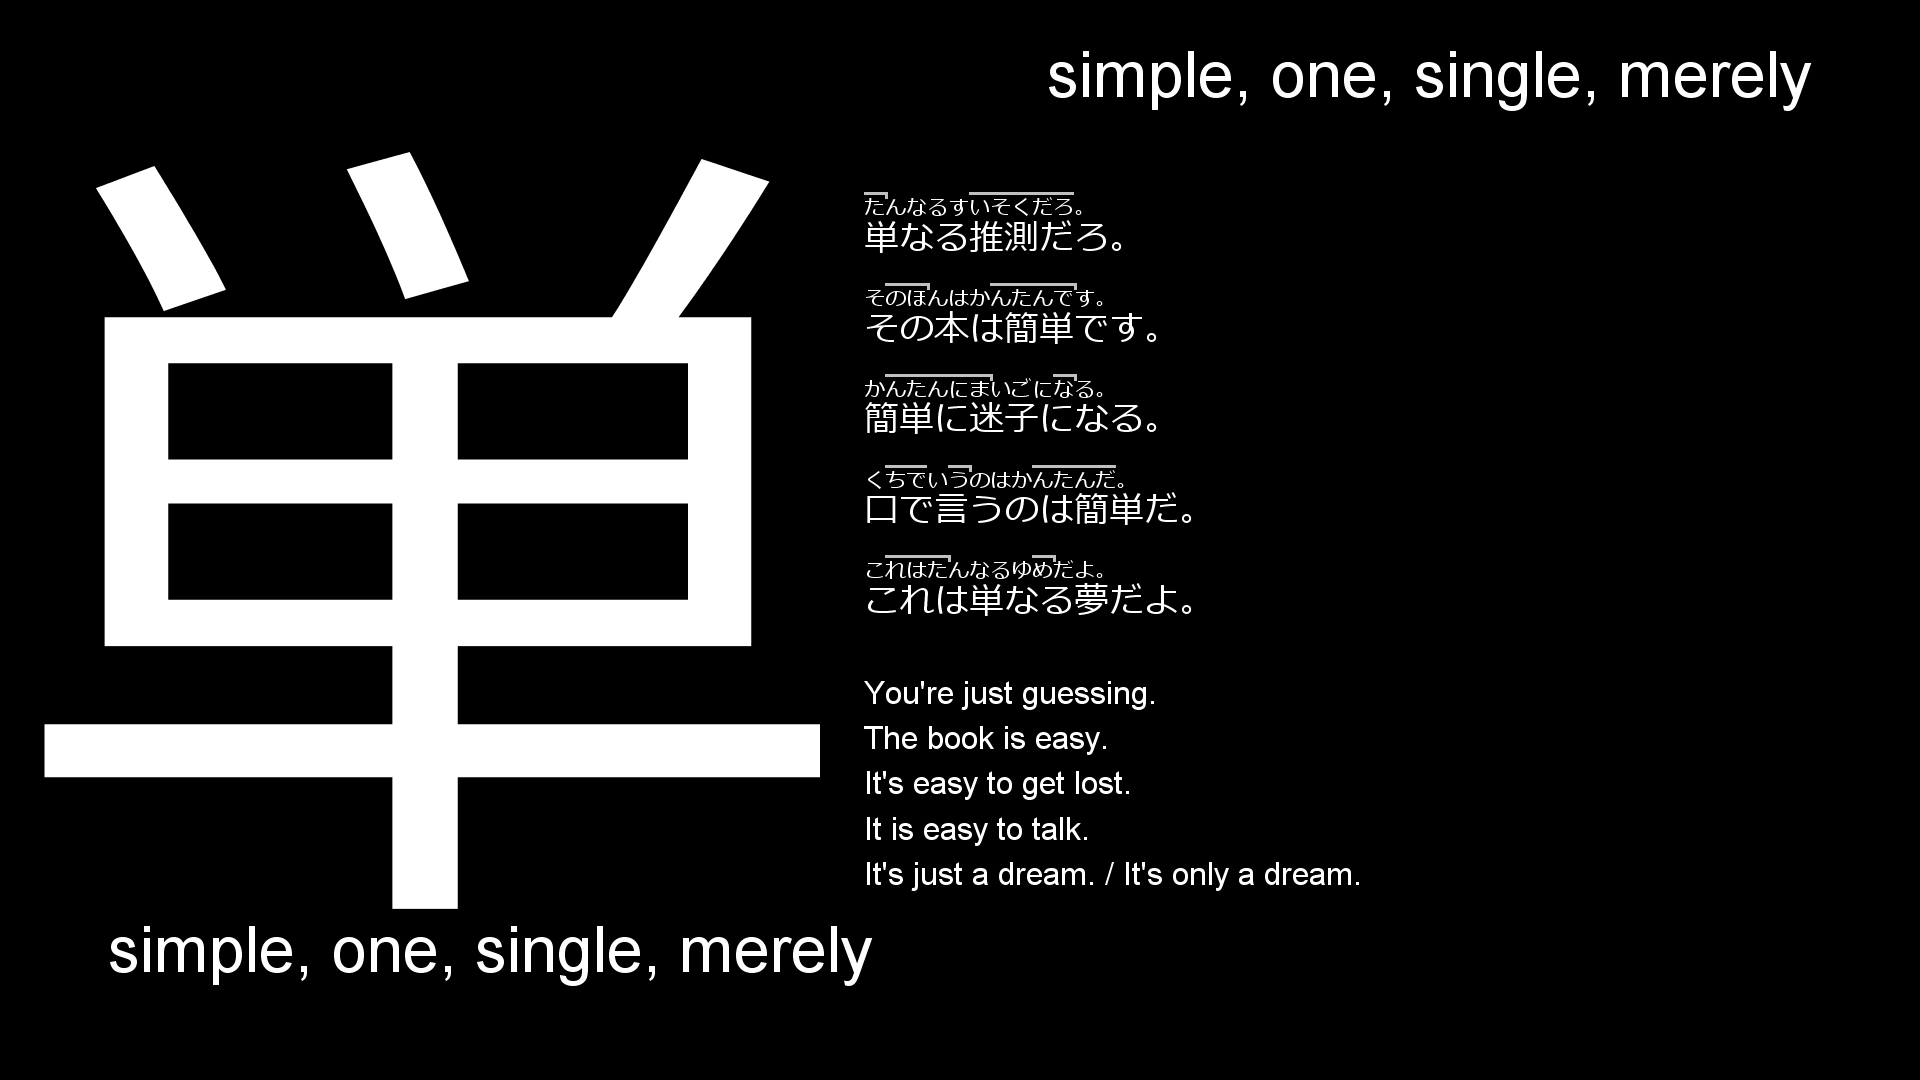 simple, one, single, merely
単
たんなるすいそくだろ。
単なる推測だろ。
そのほんはかんたんです。
その本は簡単です。
かんたんにまいごになる。
簡単に迷子になる。
くちでいうのはかんたんだ。
口で言うのは簡単だ。
これはたんなるゆめだよ。
これは単なる夢だよ。
You're just guessing.
The book is easy.
It's easy to get lost.
It is easy to talk.
It's just a dream. / It's only a dream.
simple, one, single, merely